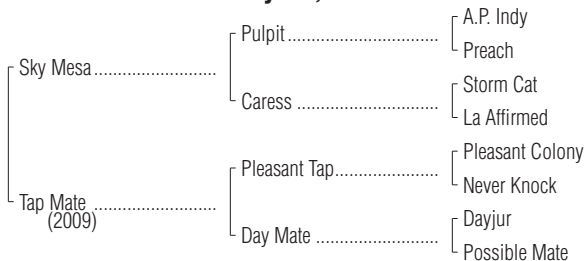 A.P. Indy
Pulpit
Preach
Sky Mesa
Storm Cat
Caress
La Affirmed
Pleasant Colony
Pleasant Tap
Never Knock
Tap Mate
(2009)
Dayjur
Day Mate
Possible Mate